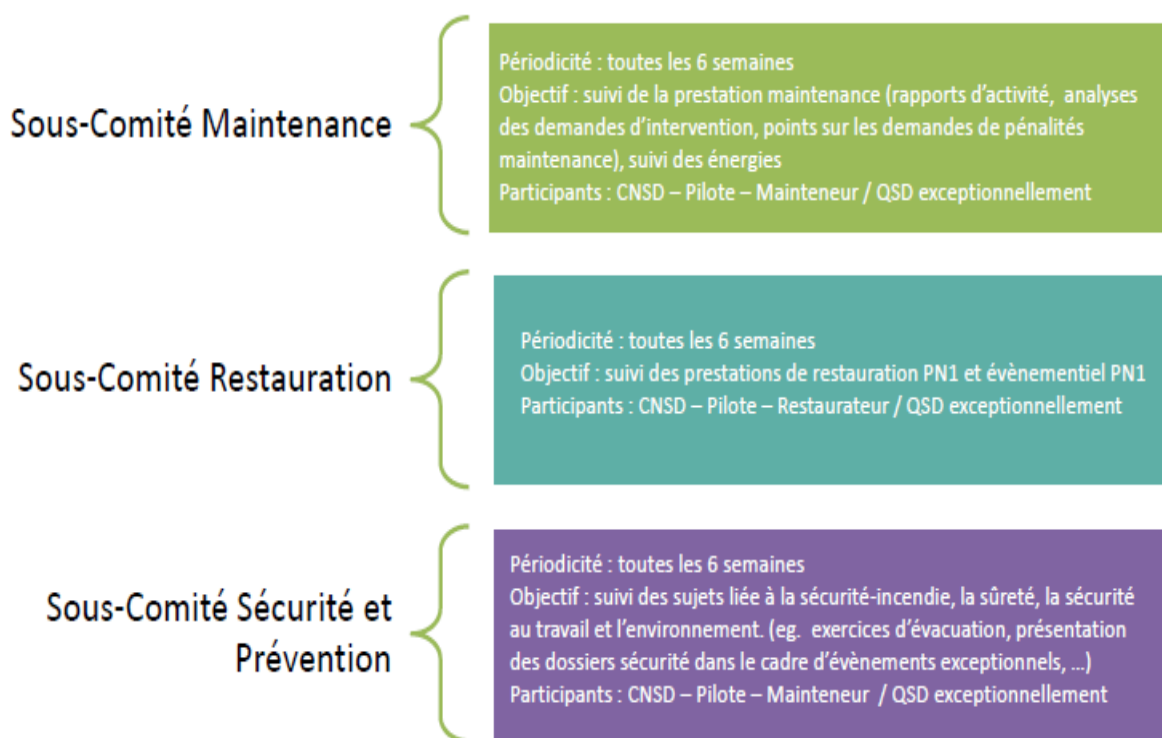 Sous-Comité Maintenance
Périodicité : toutes les 6 semaines
Objectif : suivi de la prestation maintenance (rapports d'activité, analyses
des demandes d'intervention, points sur les demandes de pénalités
maintenance), suivi des énergies
Participants : CNSD – Pilote – Mainteneur / QSD exceptionnellement
Sous-Comité Restauration
Périodicité : toutes les 6 semaines
Objectif : suivi des prestations de restauration PN1 et évènementiel PN1
Participants : CNSD – Pilote – Restaurateur / QSD exceptionnellement
Sous-Comité Sécurité et
Prévention
Périodicité : toutes les 6 semaines
Objectif : suivi des sujets liée à la sécurité-incendie, la sûreté, la sécurité
au travail et l'environnement. (eg. exercices d'évacuation, présentation
des dossiers sécurité dans le cadre d'évènements exceptionnels, ...)
Participants : CNSD – Pilote – Mainteneur / QSD exceptionnellement